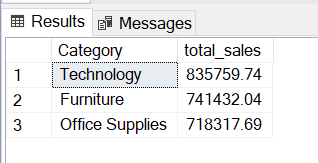 Results Messages
Category total_sales
1 Technology 835759.74
2 Furniture 741432.04
3 Office Supplies 718317.69